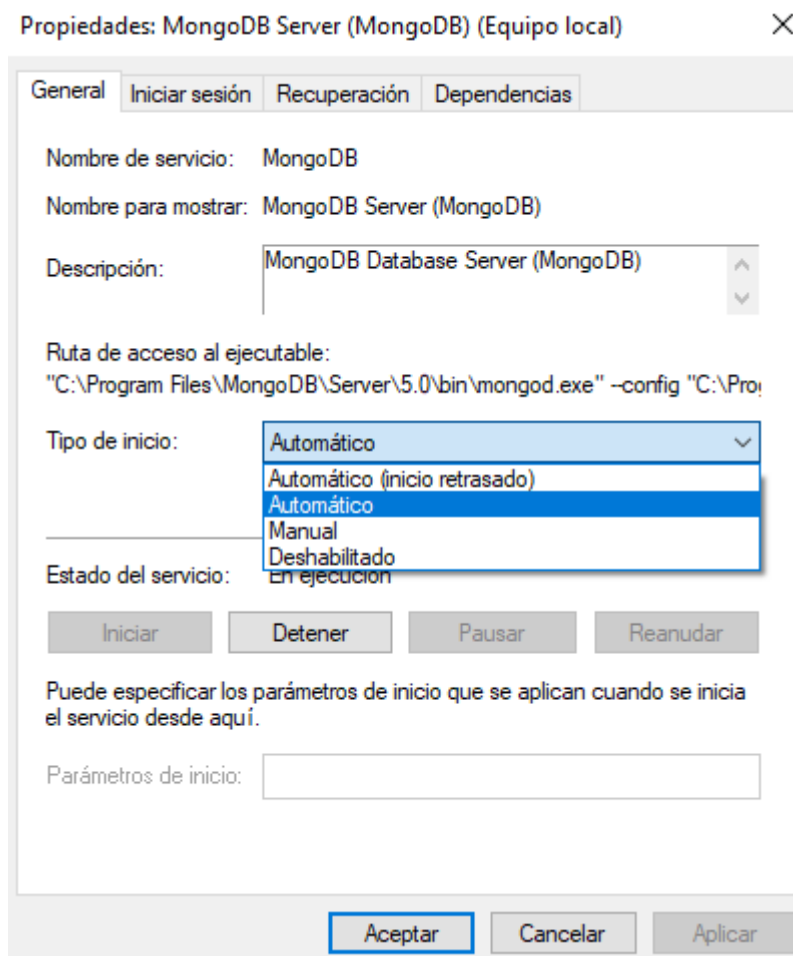 Propiedades: MongoDB Server (MongoDB) (Equipo local)
General Iniciar sesión Recuperación Dependencias
Nombre de servicio: MongoDB
Nombre para mostrar: MongoDB Server (MongoDB)
Descripción: MongoDB Database Server (MongoDB)
Ruta de acceso al ejecutable:
"C:\Program Files\MongoDB\Server\5.0\bin\mongod.exe" --config "C:\Prog
Tipo de inicio: Automático
Automático (inicio retrasado)
Automático
Manual
Deshabilitado
Estado del servicio: En ejecución
Iniciar Detener Pausar Reanudar
Puede especificar los parámetros de inicio que se aplican cuando se inicia
el servicio desde aquí.
Parámetros de inicio:
Aceptar Cancelar Aplicar